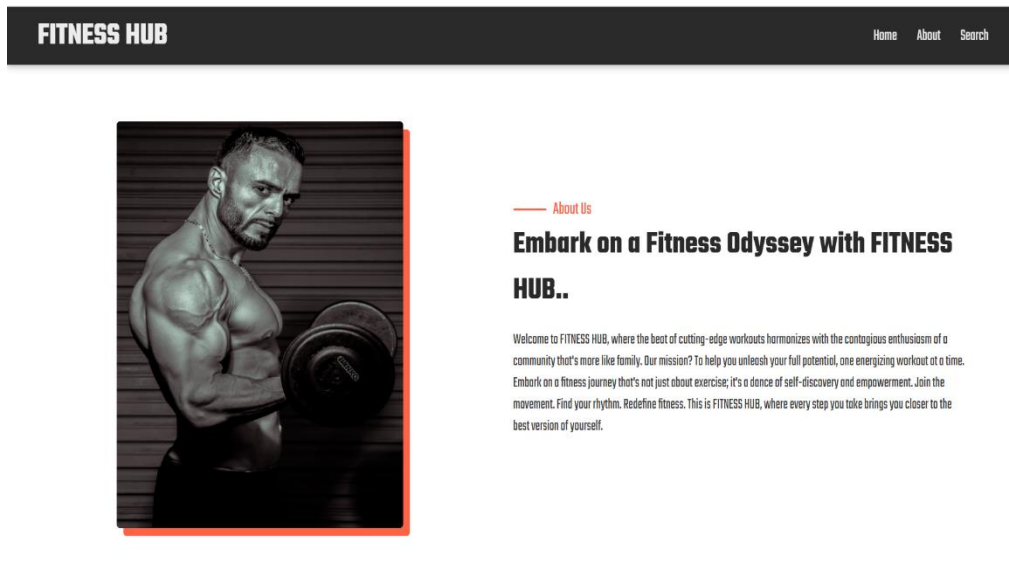 FITNESS HUB
Home About Search
About Us
Embark on a Fitness Odyssey with FITNESS
HUB..
Welcome to FITNESS HUB, where the beat of cutting-edge workouts harmonizes with the contagious enthusiasm of a
community that's more like family. Our mission? To help you unleash your full potential, one energizing workout at a time.
Embark on a fitness journey that's not just about exercise; it's a dance of self-discovery and empowerment. Join the
movement. Find your rhythm. Redefine fitness. This is FITNESS HUB, where every step you take brings you closer to the
best version of yourself.